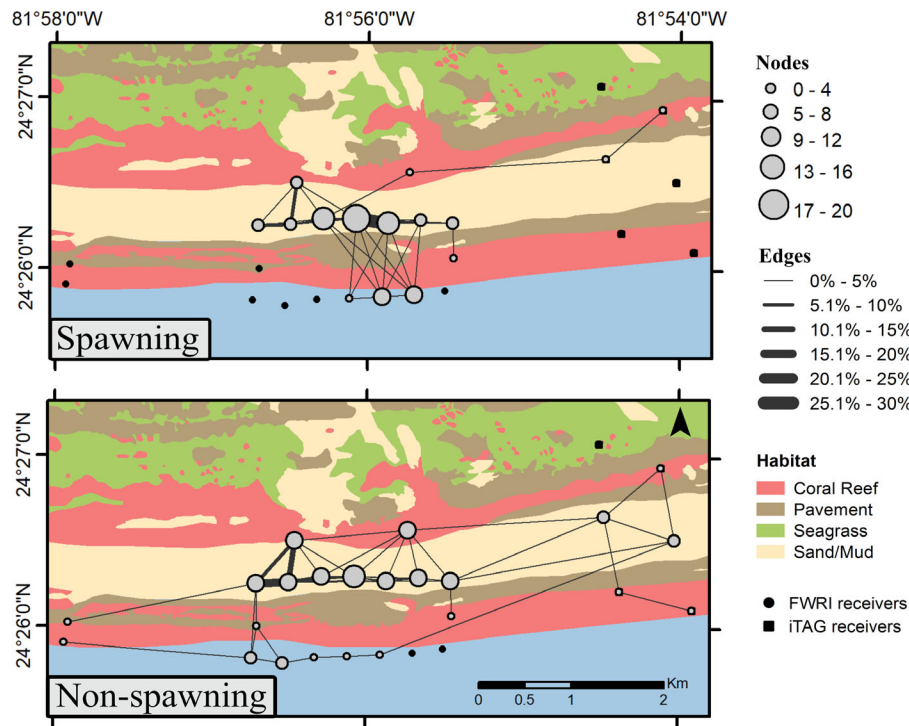 81°58'0"W 81°56'0"W 81°54'0"W
24°27'0"N
24°26'0"N
Spawning
Nodes
0 - 4
5 - 8
9 - 12
13 - 16
17 - 20
Edges
0% - 5%
5.1% - 10%
10.1% - 15%
15.1% - 20%
20.1% - 25%
25.1% - 30%
24°27'0"N
24°26'0"N
Non-spawning
Km
0 0.5 1 2
Habitat
Coral Reef
Pavement
Seagrass
Sand/Mud
FWRI receivers
iTAG receivers